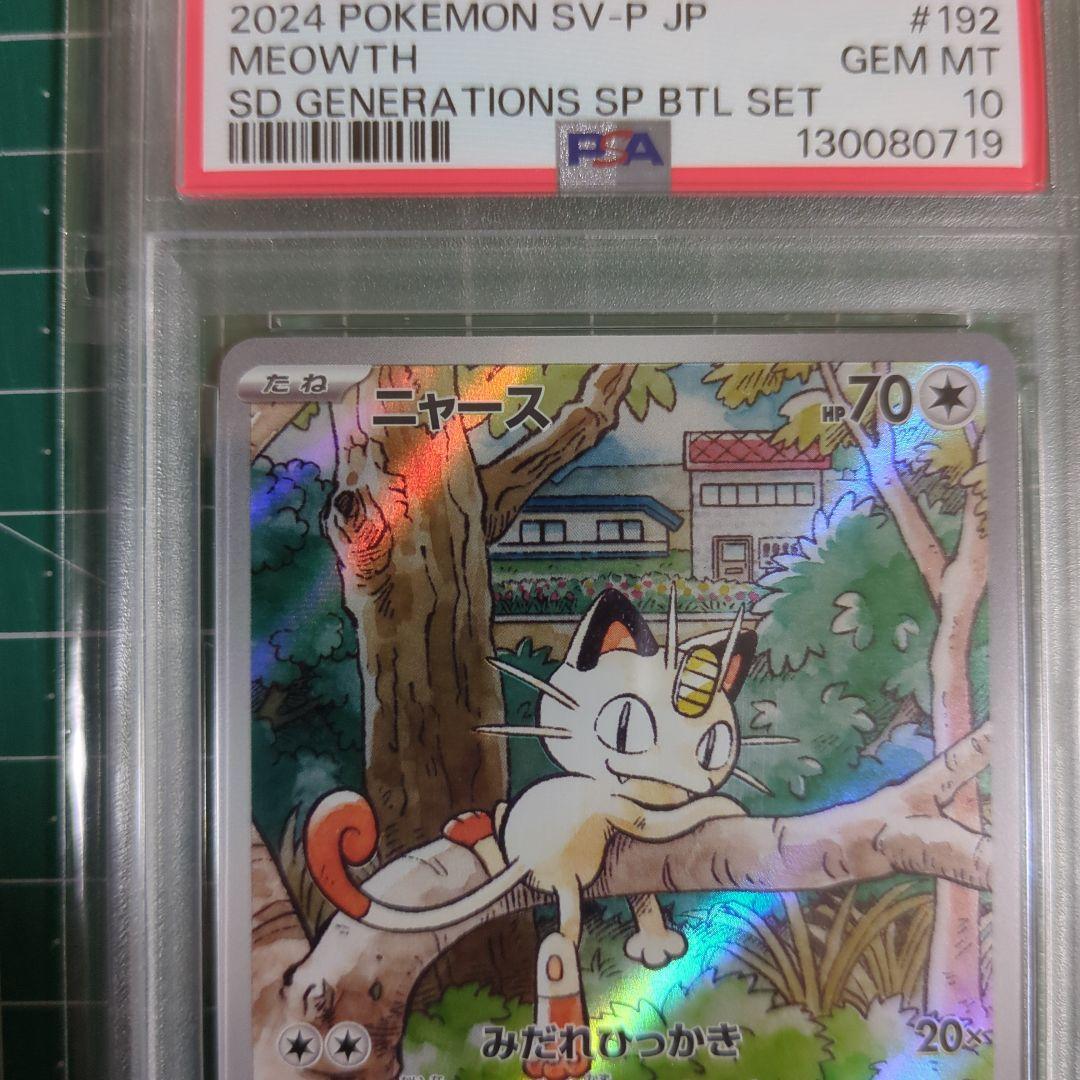 2024 POKEMON SV-P JP #192
MEOWTH GEM MT
SD GENERATIONS SP BTL SET 10
PSA 130080719
たね ニャース HP70
みだれひっかき 20×